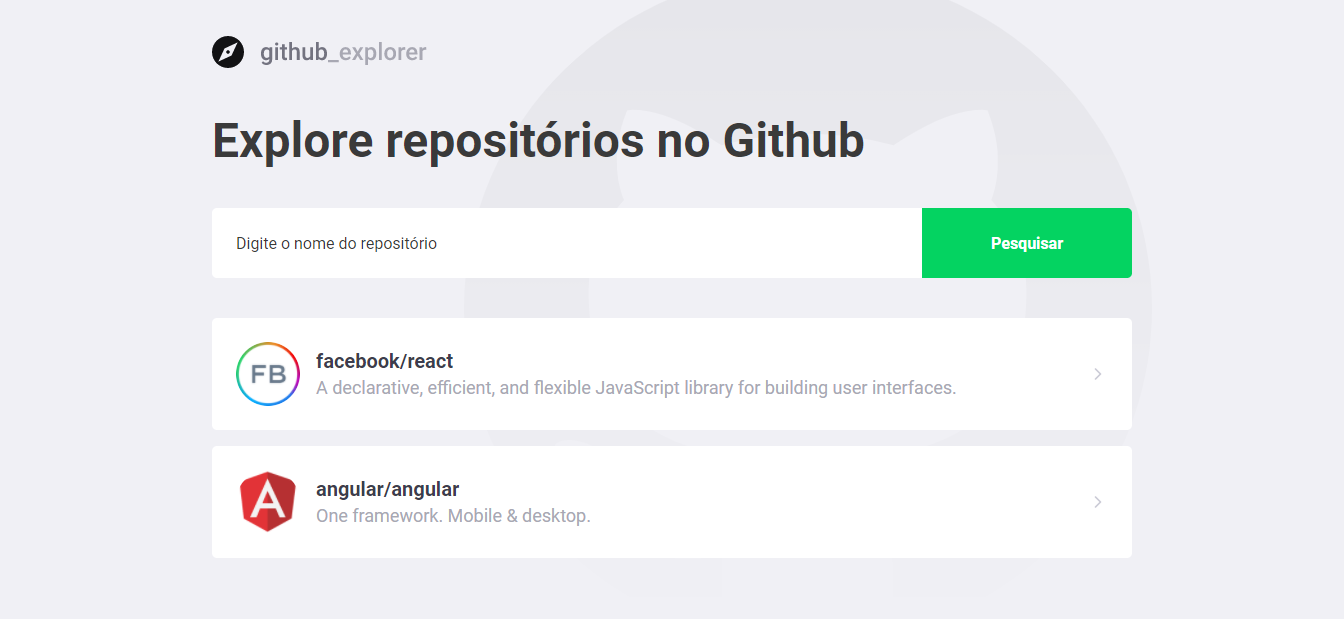 github_explorer
Explore repositórios no Github
Digite o nome do repositório
Pesquisar
FB
facebook/react
A declarative, efficient, and flexible JavaScript library for building user interfaces.
A
angular/angular
One framework. Mobile & desktop.